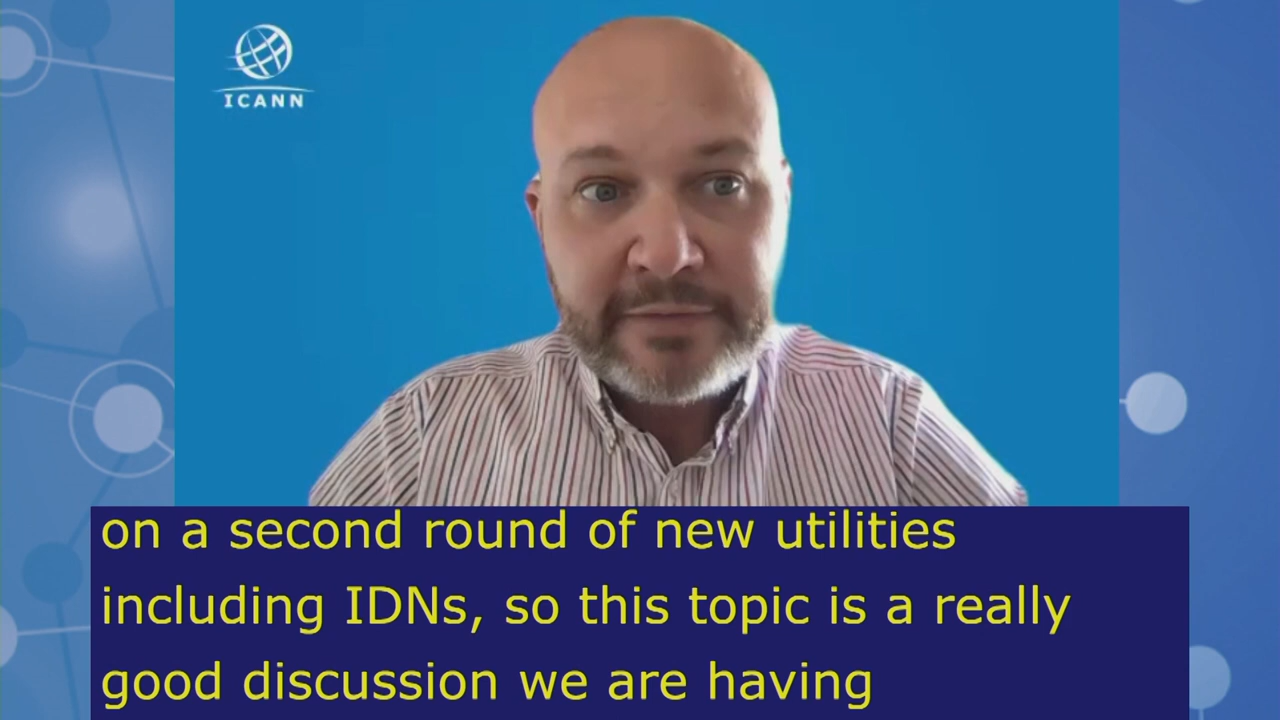 ICANN
on a second round of new utilities
including IDNs, so this topic is a really
good discussion we are having